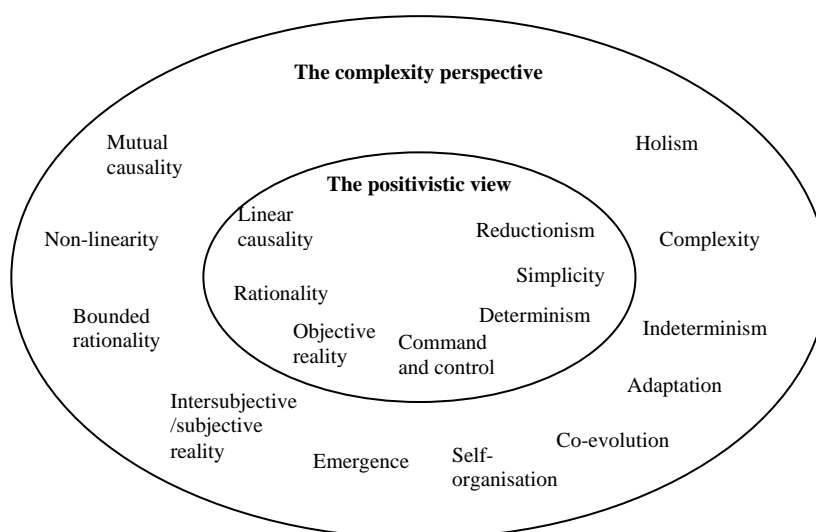 The complexity perspective
Mutual
causality
Holism
The positivistic view
Linear
causality
Reductionism
Non-linearity
Complexity
Simplicity
Rationality
Determinism
Bounded
rationality
Objective
reality
Command
and control
Indeterminism
Adaptation
Intersubjective
/subjective
reality
Emergence
Self-
organisation
Co-evolution